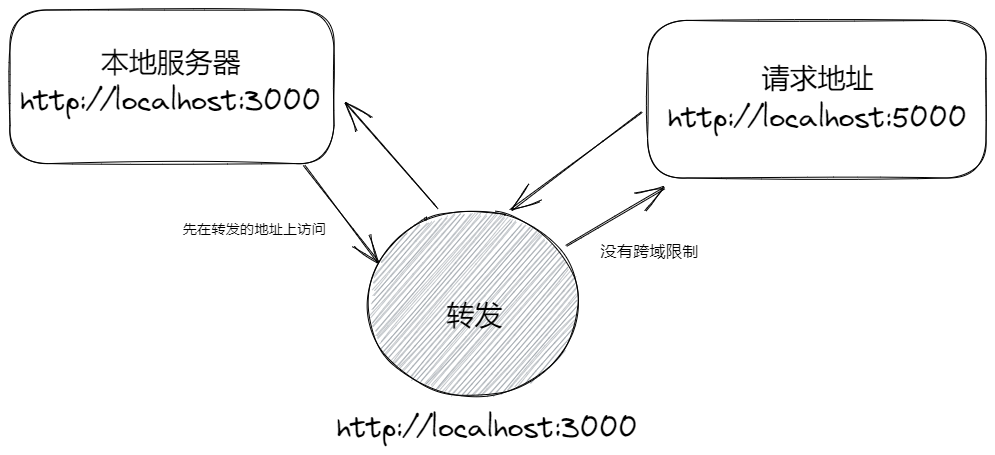 本地服务器
http://localhost:3000
请求地址
http://localhost:5000
先在转发的地址上访问
没有跨域限制
转发
http://localhost:3000